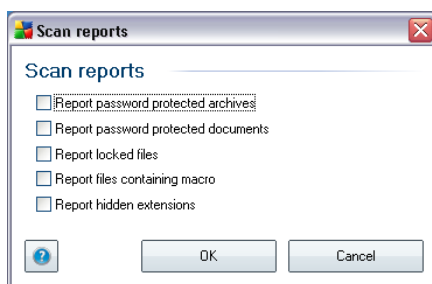 Scan reports
Scan reports
Report password protected archives
Report password protected documents
Report locked files
Report files containing macro
Report hidden extensions
?
OK
Cancel